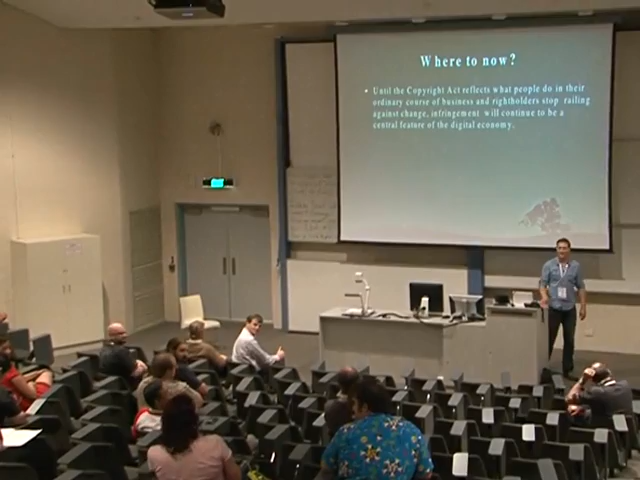 Where to now?
• Until the Copyright Act reflects what people do in their
ordinary course of business and rightholders stop railing
against change, infringement will continue to be a
central feature of the digital economy.